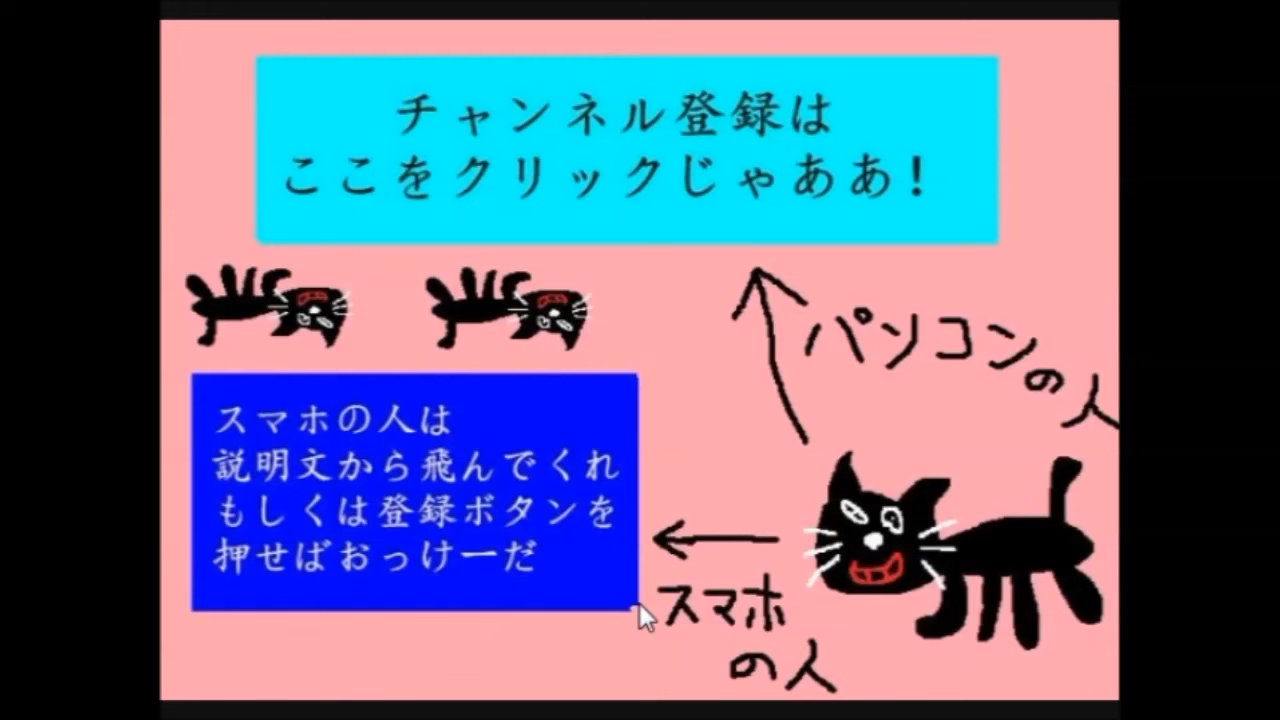 チャンネル登録は
ここをクリックじゃああ！
パソコンの人
スマホの人は
説明文から飛んでくれ
もしくは登録ボタンを
押せばおっけーだ
スマホ
の人